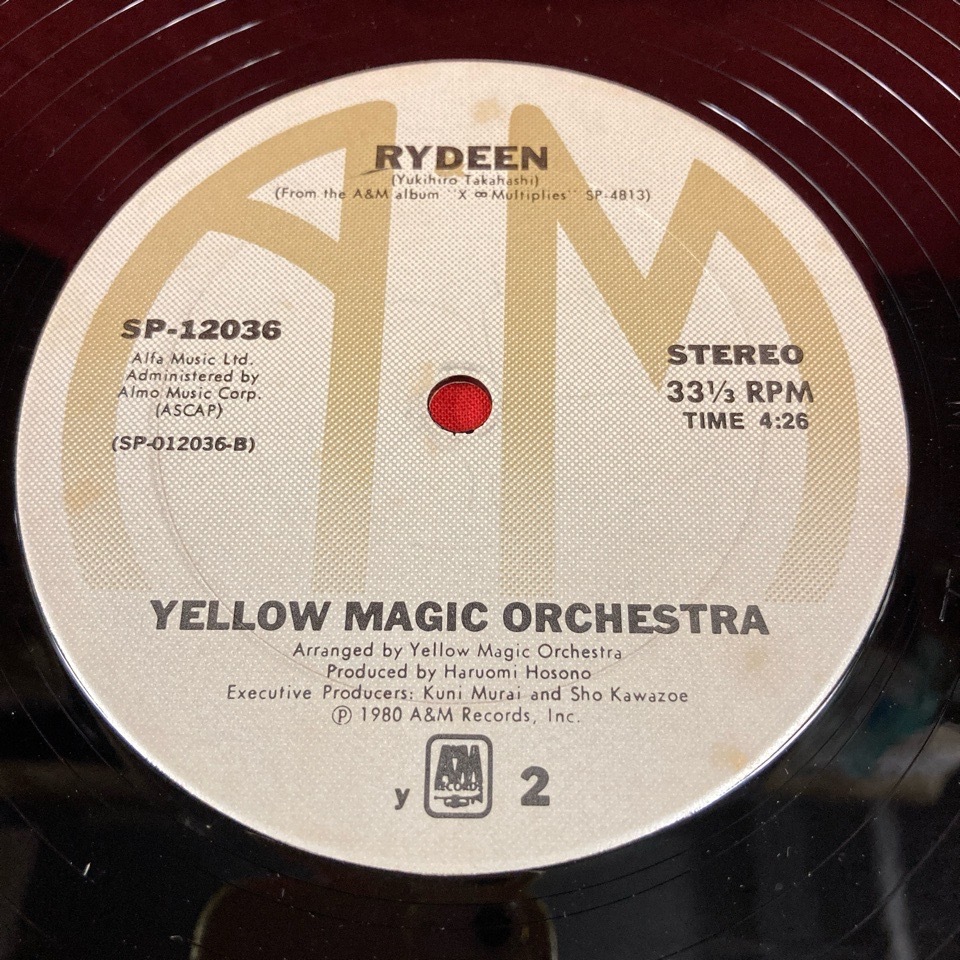 RYDEEN
(Yukihiro Takahashi)
(From the A&M album "X ∞ Multiplies" SP-4813)
SP-12036
Alfa Music Ltd.
Administered by
Almo Music Corp.
(ASCAP)
(SP-012036-B)
STEREO
33⅓ RPM
TIME 4:26
YELLOW MAGIC ORCHESTRA
Arranged by Yellow Magic Orchestra
Produced by Haruomi Hosono
Executive Producers: Kuni Murai and Sho Kawazoe
℗ 1980 A&M Records, Inc.
y
A&M
RECORDS
2